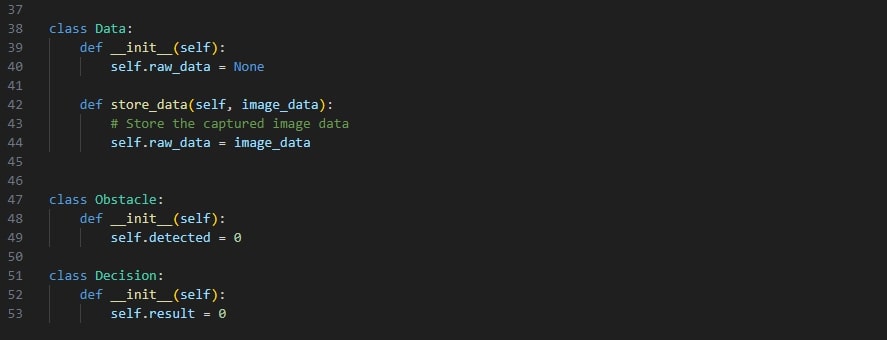 37
38 class Data:
39     def __init__(self):
40         self.raw_data = None
41
42     def store_data(self, image_data):
43         # Store the captured image data
44         self.raw_data = image_data
45
46
47 class Obstacle:
48     def __init__(self):
49         self.detected = 0
50
51 class Decision:
52     def __init__(self):
53         self.result = 0